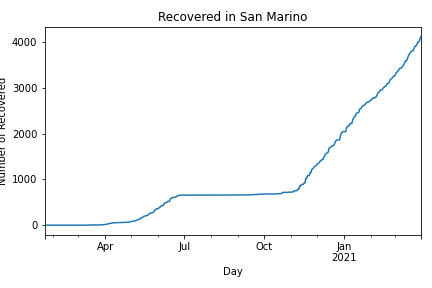 Recovered in San Marino
Number of Recovered
4000
3000
2000
1000
0
Apr
Jul
Oct
Jan
2021
Day